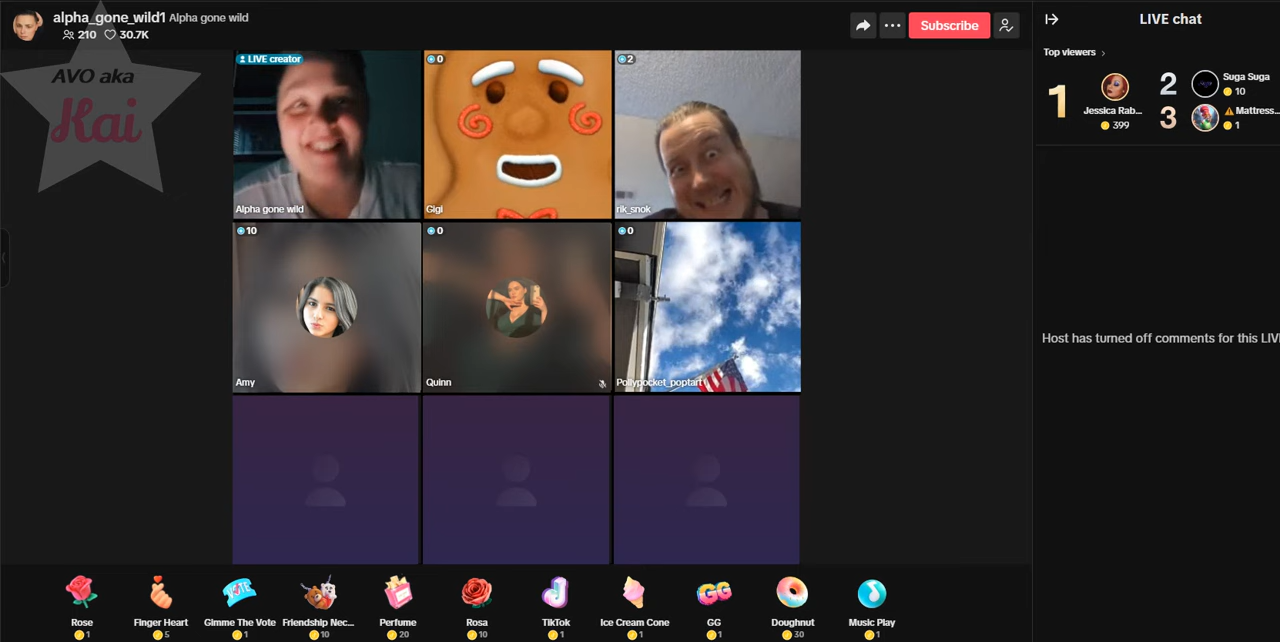 alpha_gone_wild1 Alpha gone wild
210 30.7K
Subscribe
LIVE chat
AVO aka
Kai
Top viewers
1
Jessica Rab...
399
2
Suga Suga
10
3
Mattress...
1
LIVE creator
Alpha gone wild
0
Gigi
2
rik_snok
10
Amy
0
Quinn
0
Pollypocket_poptart
Host has turned off comments for this LIV
Rose
1
Finger Heart
5
Gimme The Vote
VOTE
1
Friendship Nec...
10
Perfume
20
Rosa
10
TikTok
1
Ice Cream Cone
1
GG
GG
1
Doughnut
30
Music Play
1